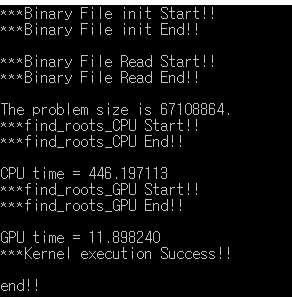 ***Binary File init Start!!
***Binary File init End!!
***Binary File Read Start!!
***Binary File Read End!!
The problem size is 67108864.
***find_roots_CPU Start!!
***find_roots_CPU End!!
CPU time = 446.197113
***find_roots_GPU Start!!
***find_roots_GPU End!!
GPU time = 11.898240
***Kernel execution Success!!
end!!